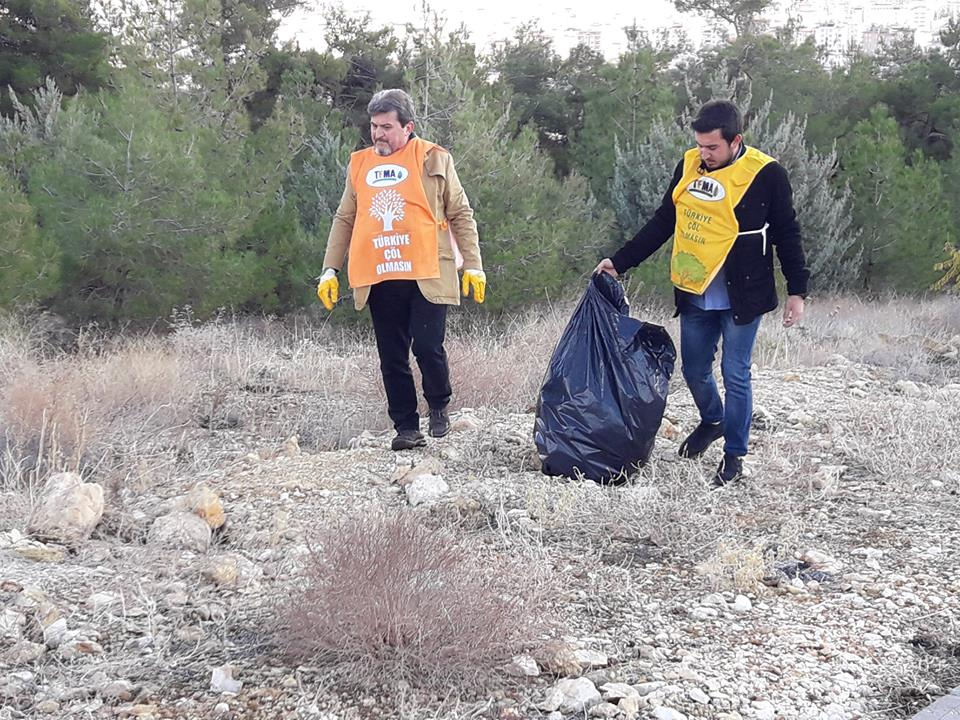 TEMA
TÜRKİYE
ÇÖL
OLMASIN
TEMA
TÜRKİYE
ÇÖL
OLMASIN